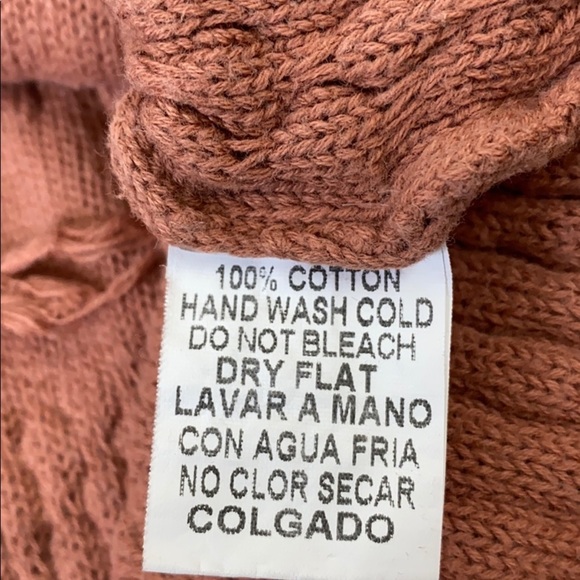 100% COTTON
HAND WASH COLD
DO NOT BLEACH
DRY FLAT
LAVAR A MANO
CON AGUA FRIA
NO CLOR SECAR
COLGADO